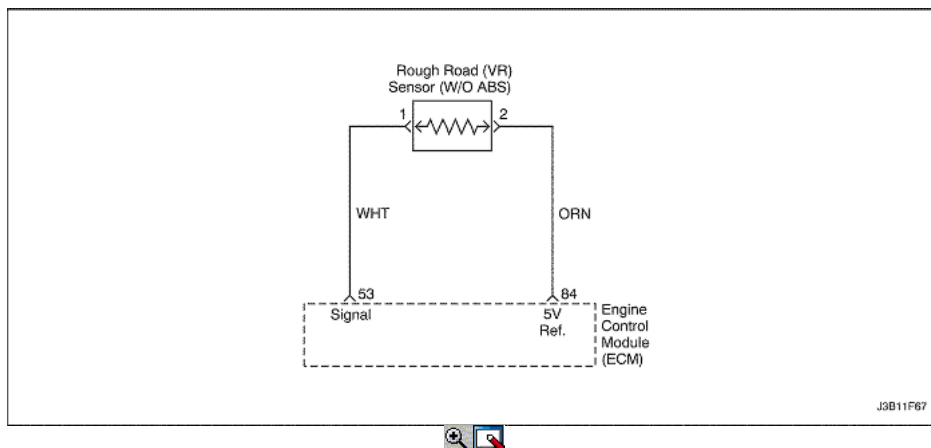 Rough Road (VR)
Sensor (W/O ABS)
1
2
WHT
ORN
53
84
Signal
5V
Ref.
Engine
Control
Module
(ECM)
J3B11F67